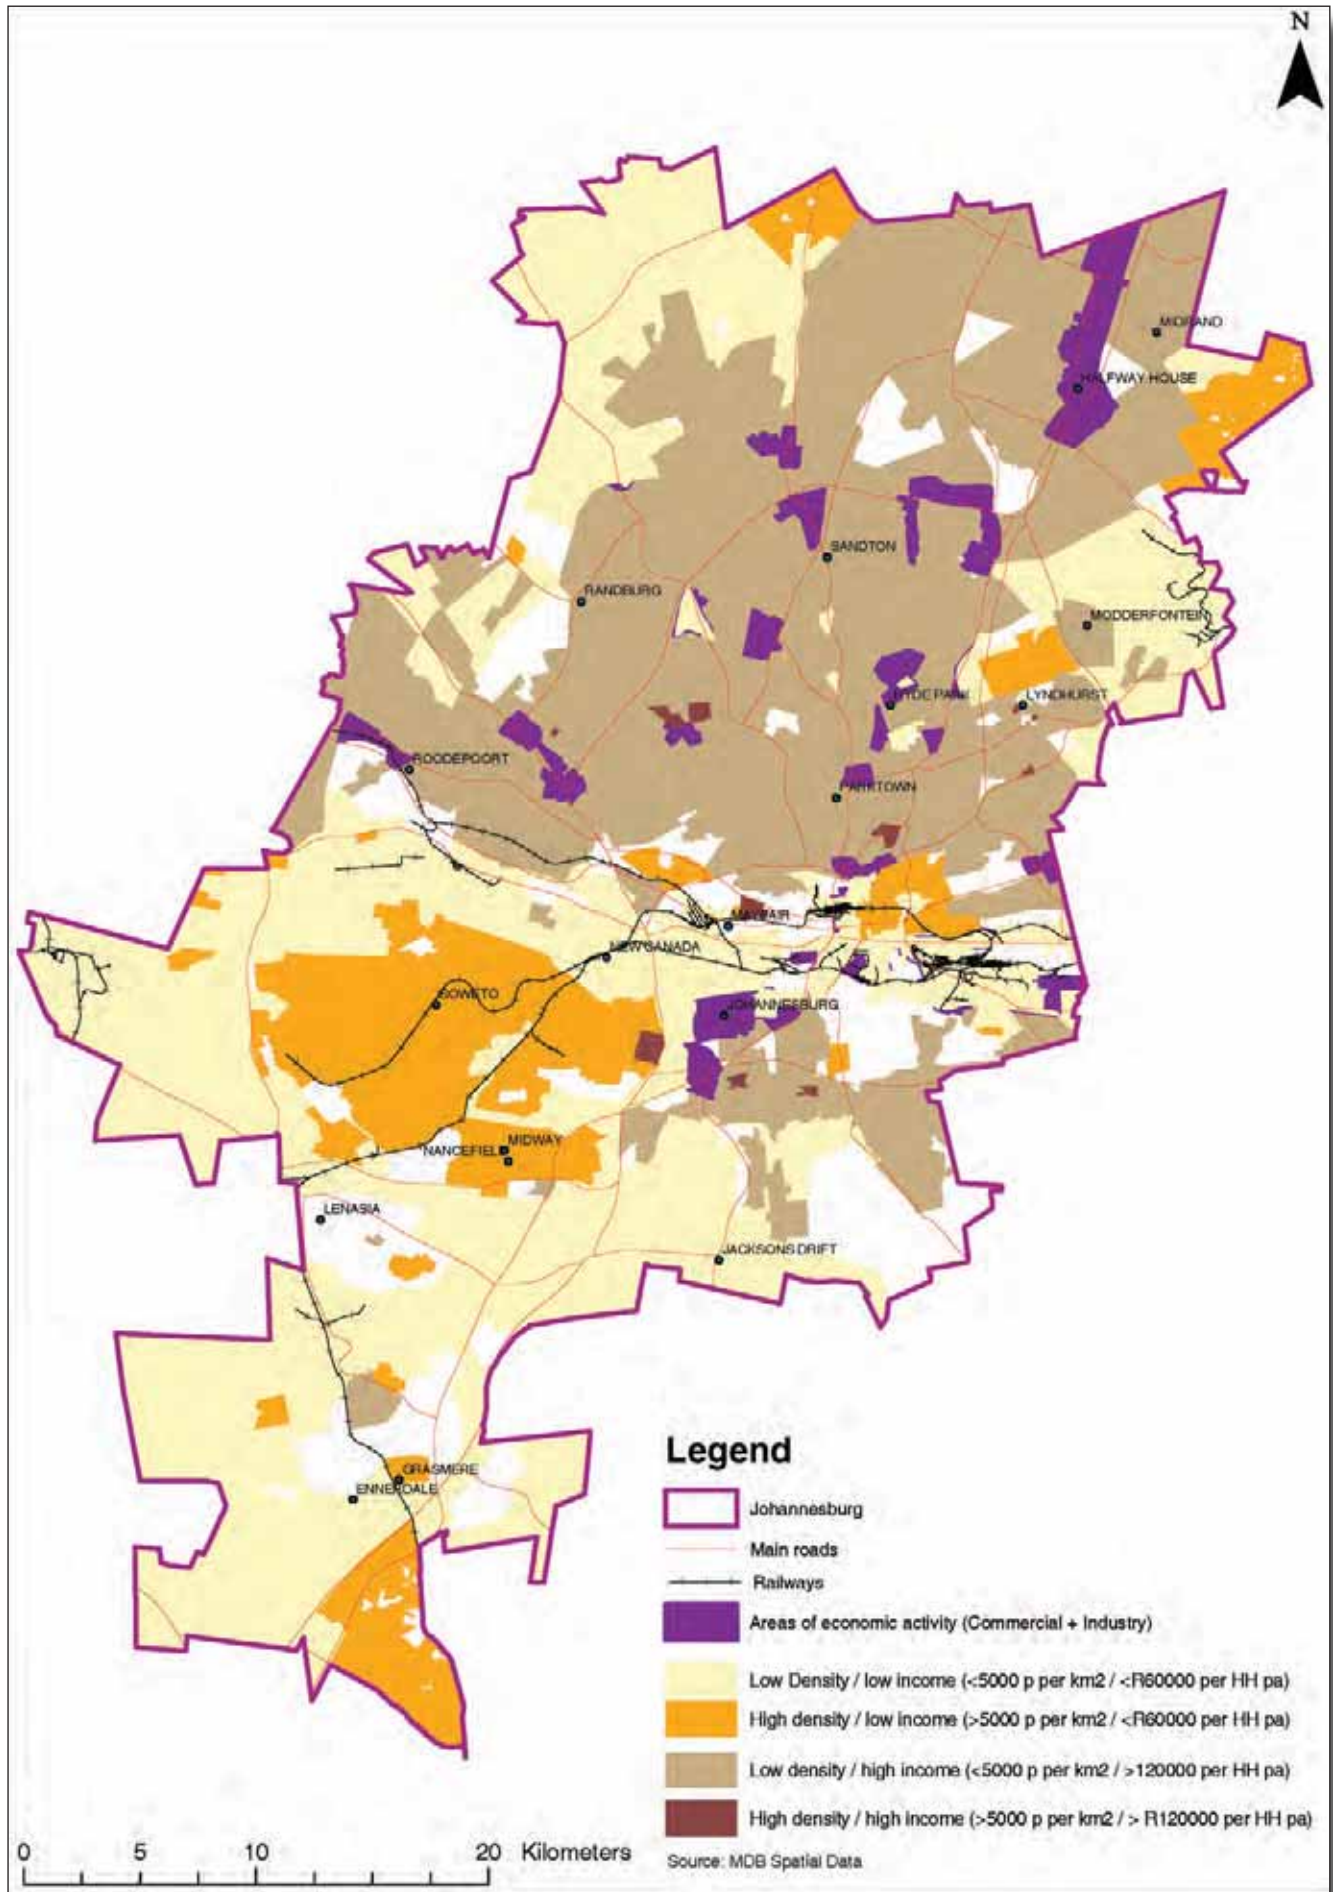 N
MIDRAND
HALFWAY HOUSE
SANDTON
RANDBURG
MODDERFONTEIN
HYDE PARK
LYNDHURST
ROODEPOORT
PARKTOWN
MAYFAIR
NEW CANADA
SOWETO
JOHANNESBURG
MIDWAY
NANCEFIEL
LENASIA
JACKSONS DRIFT
GRASMERE
ENNERDALE
Legend
Johannesburg
Main roads
Railways
Areas of economic activity (Commercial + Industry)
Low Density / low income (<5000 p per km2 / <R60000 per HH pa)
High density / low income (>5000 p per km2 / <R60000 per HH pa)
Low density / high income (<5000 p per km2 / >120000 per HH pa)
High density / high income (>5000 p per km2 / > R120000 per HH pa)
0 5 10 20 Kilometers
Source: MDB Spatial Data